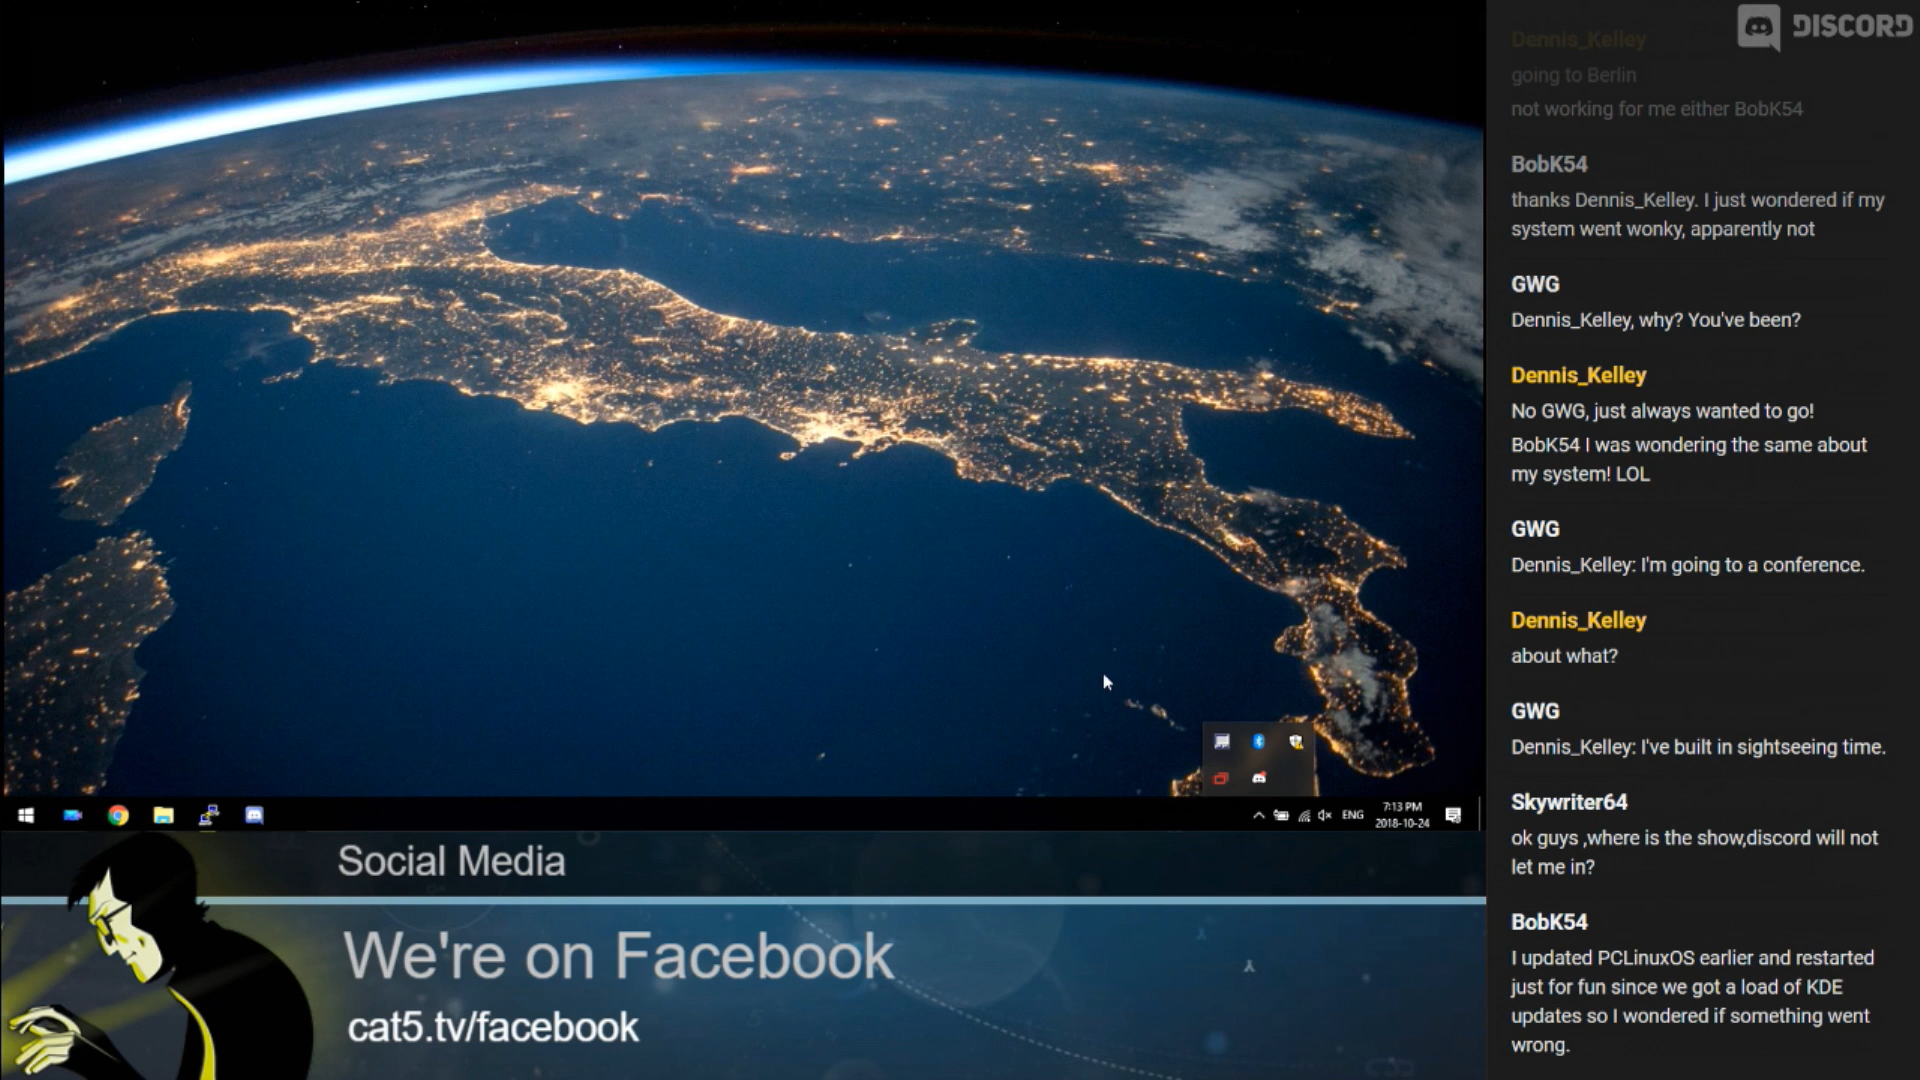 DISCORD
Dennis_Kelley
going to Berlin
not working for me either BobK54
BobK54
thanks Dennis_Kelley. I just wondered if my
system went wonky, apparently not
GWG
Dennis_Kelley, why? You've been?
Dennis_Kelley
No GWG, just always wanted to go!
BobK54 I was wondering the same about
my system! LOL
GWG
Dennis_Kelley: I'm going to a conference.
Dennis_Kelley
about what?
GWG
Dennis_Kelley: I've built in sightseeing time.
Skywriter64
ok guys ,where is the show,discord will not
let me in?
BobK54
I updated PCLinuxOS earlier and restarted
just for fun since we got a load of KDE
updates so I wondered if something went
wrong.
ENG
7:13 PM
2018-10-24
Social Media
We're on Facebook
cat5.tv/facebook